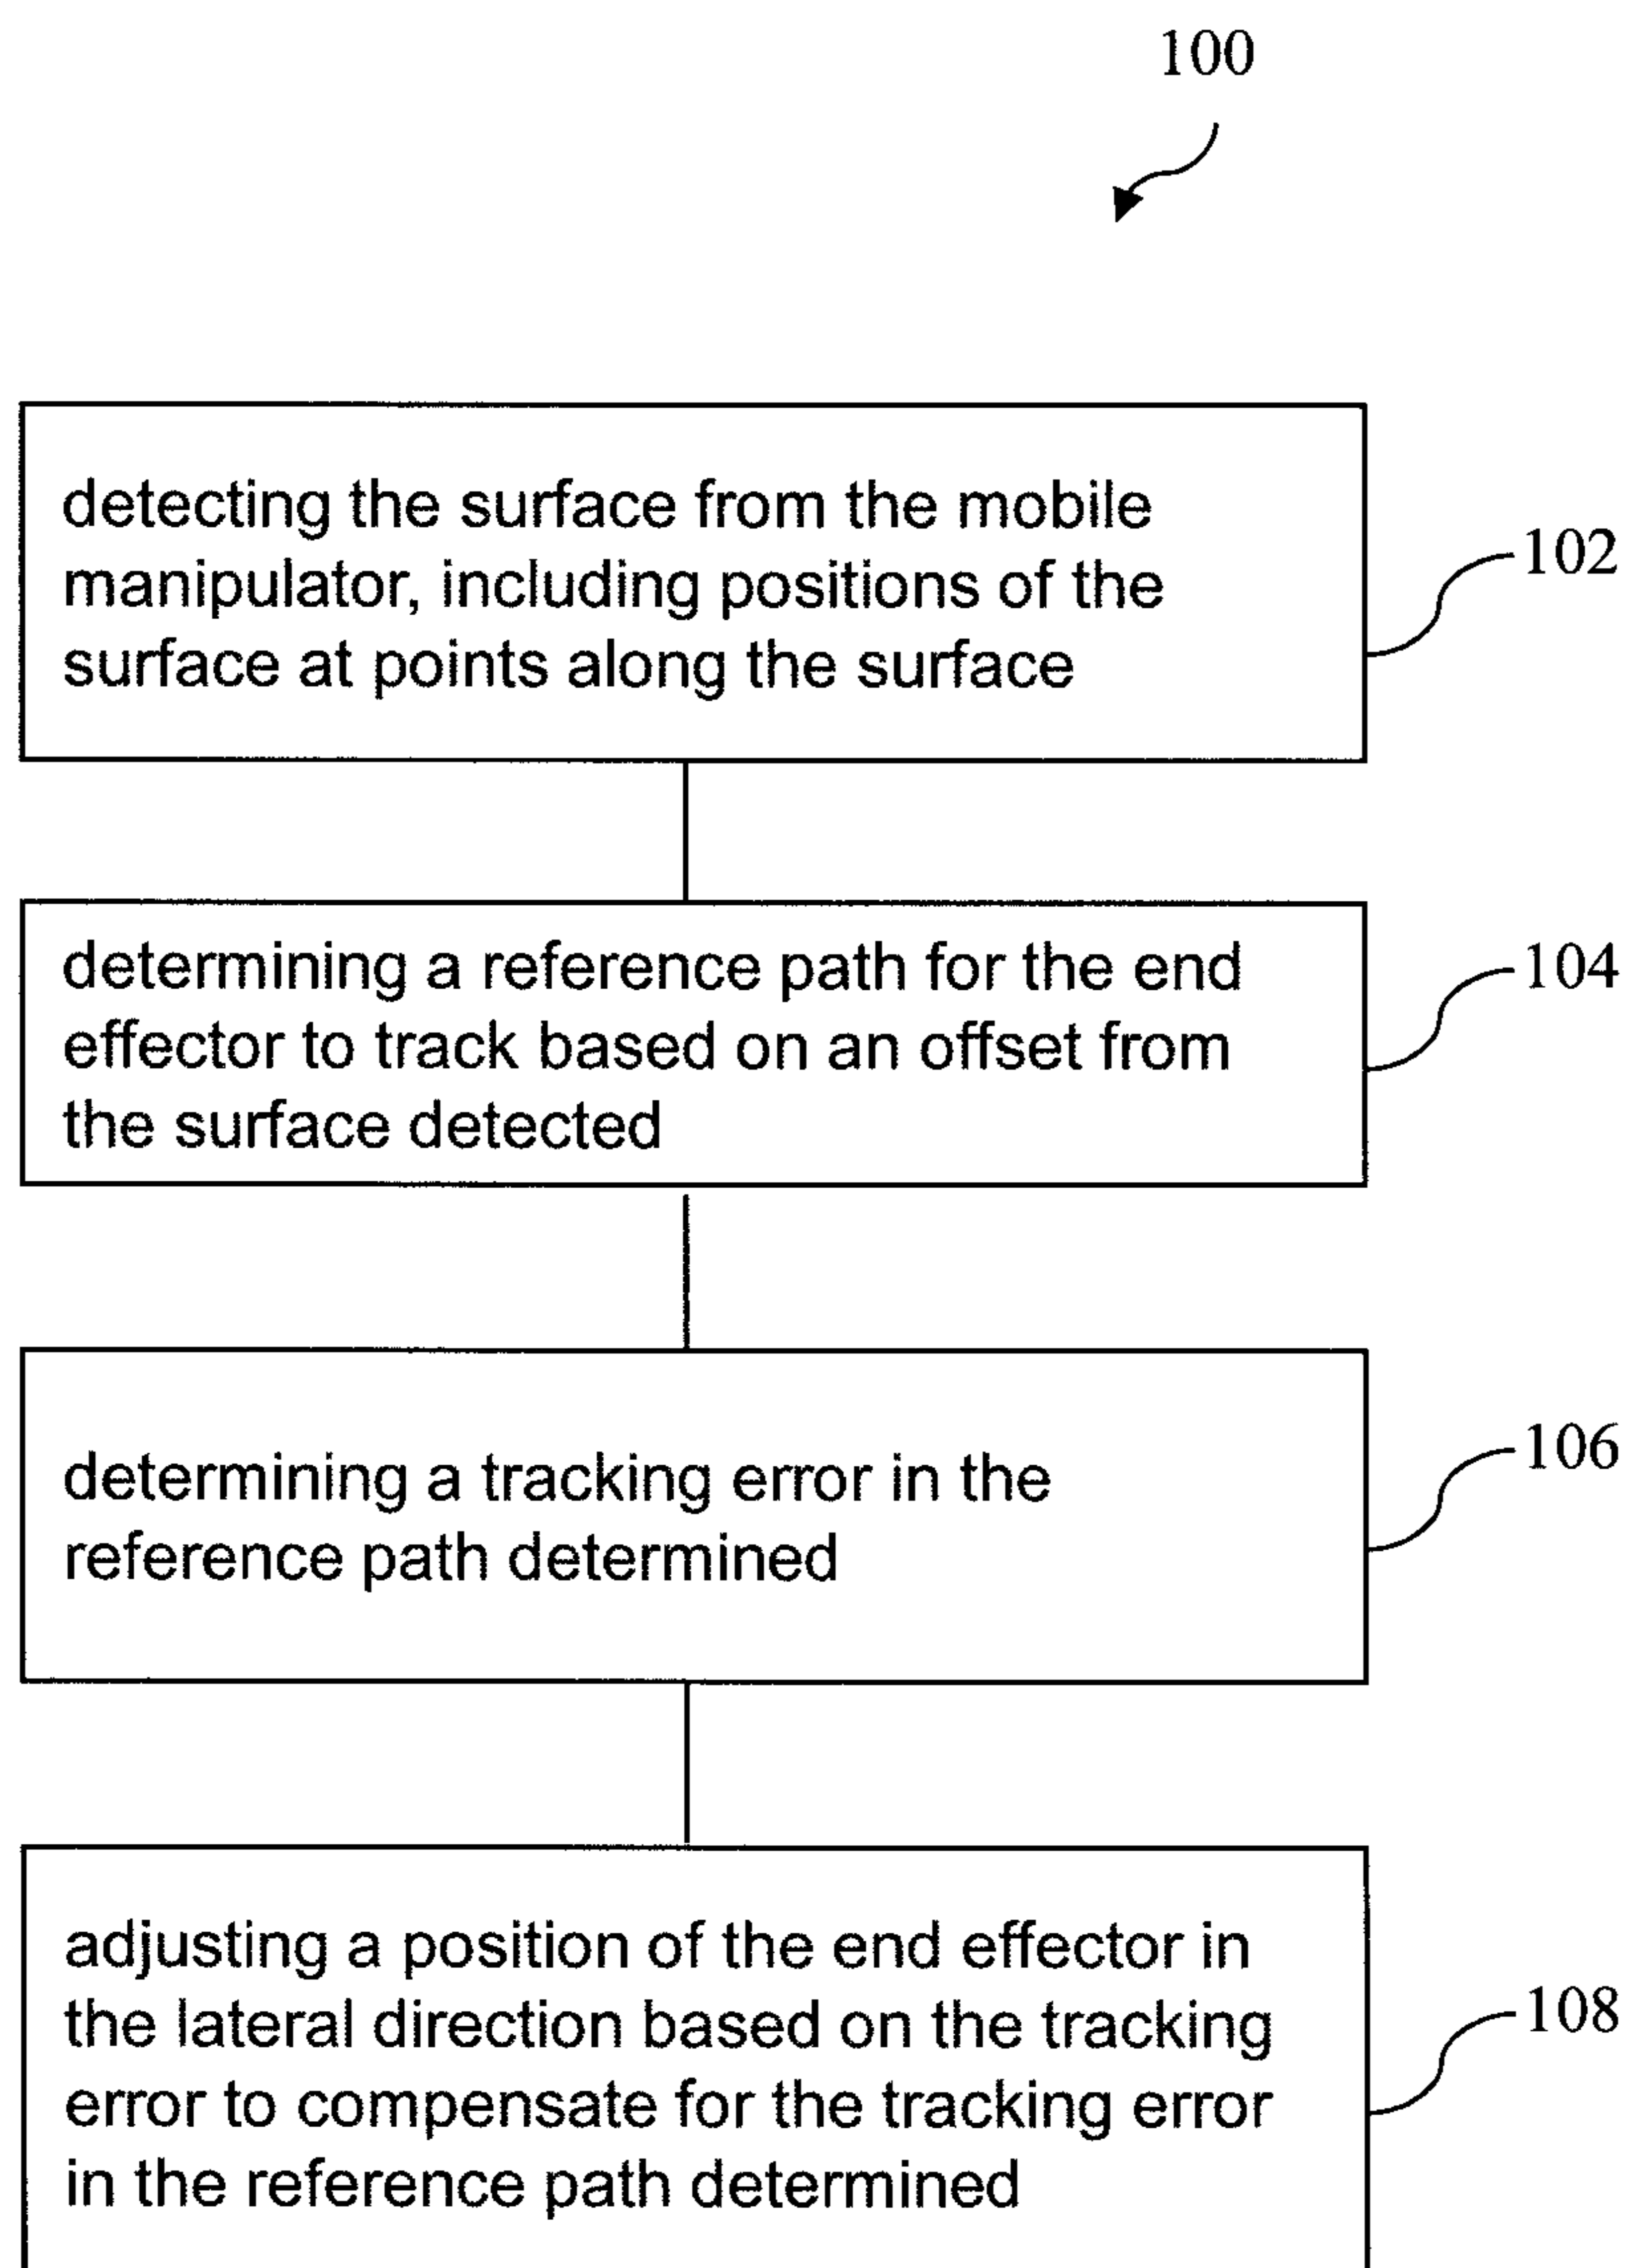 100
detecting the surface from the mobile
manipulator, including positions of the
surface at points along the surface
102
determining a reference path for the end
effector to track based on an offset from
the surface detected
104
determining a tracking error in the
reference path determined
106
adjusting a position of the end effector in
the lateral direction based on the tracking
error to compensate for the tracking error
in the reference path determined
108